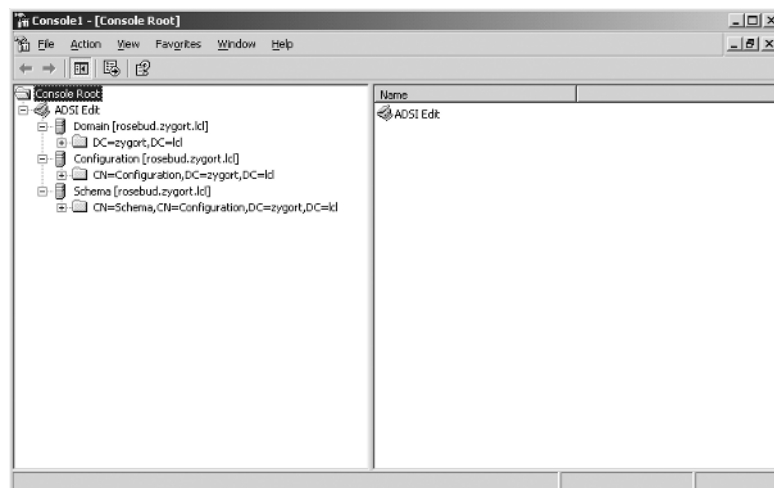 Console1 - [Console Root]
File Action View Favorites Window Help
Console Root
ADSI Edit
Domain [rosebud.zygort.lcl]
DC=zygort,DC=lcl
Configuration [rosebud.zygort.lcl]
CN=Configuration,DC=zygort,DC=lcl
Schema [rosebud.zygort.lcl]
CN=Schema,CN=Configuration,DC=zygort,DC=lcl
Name
ADSI Edit